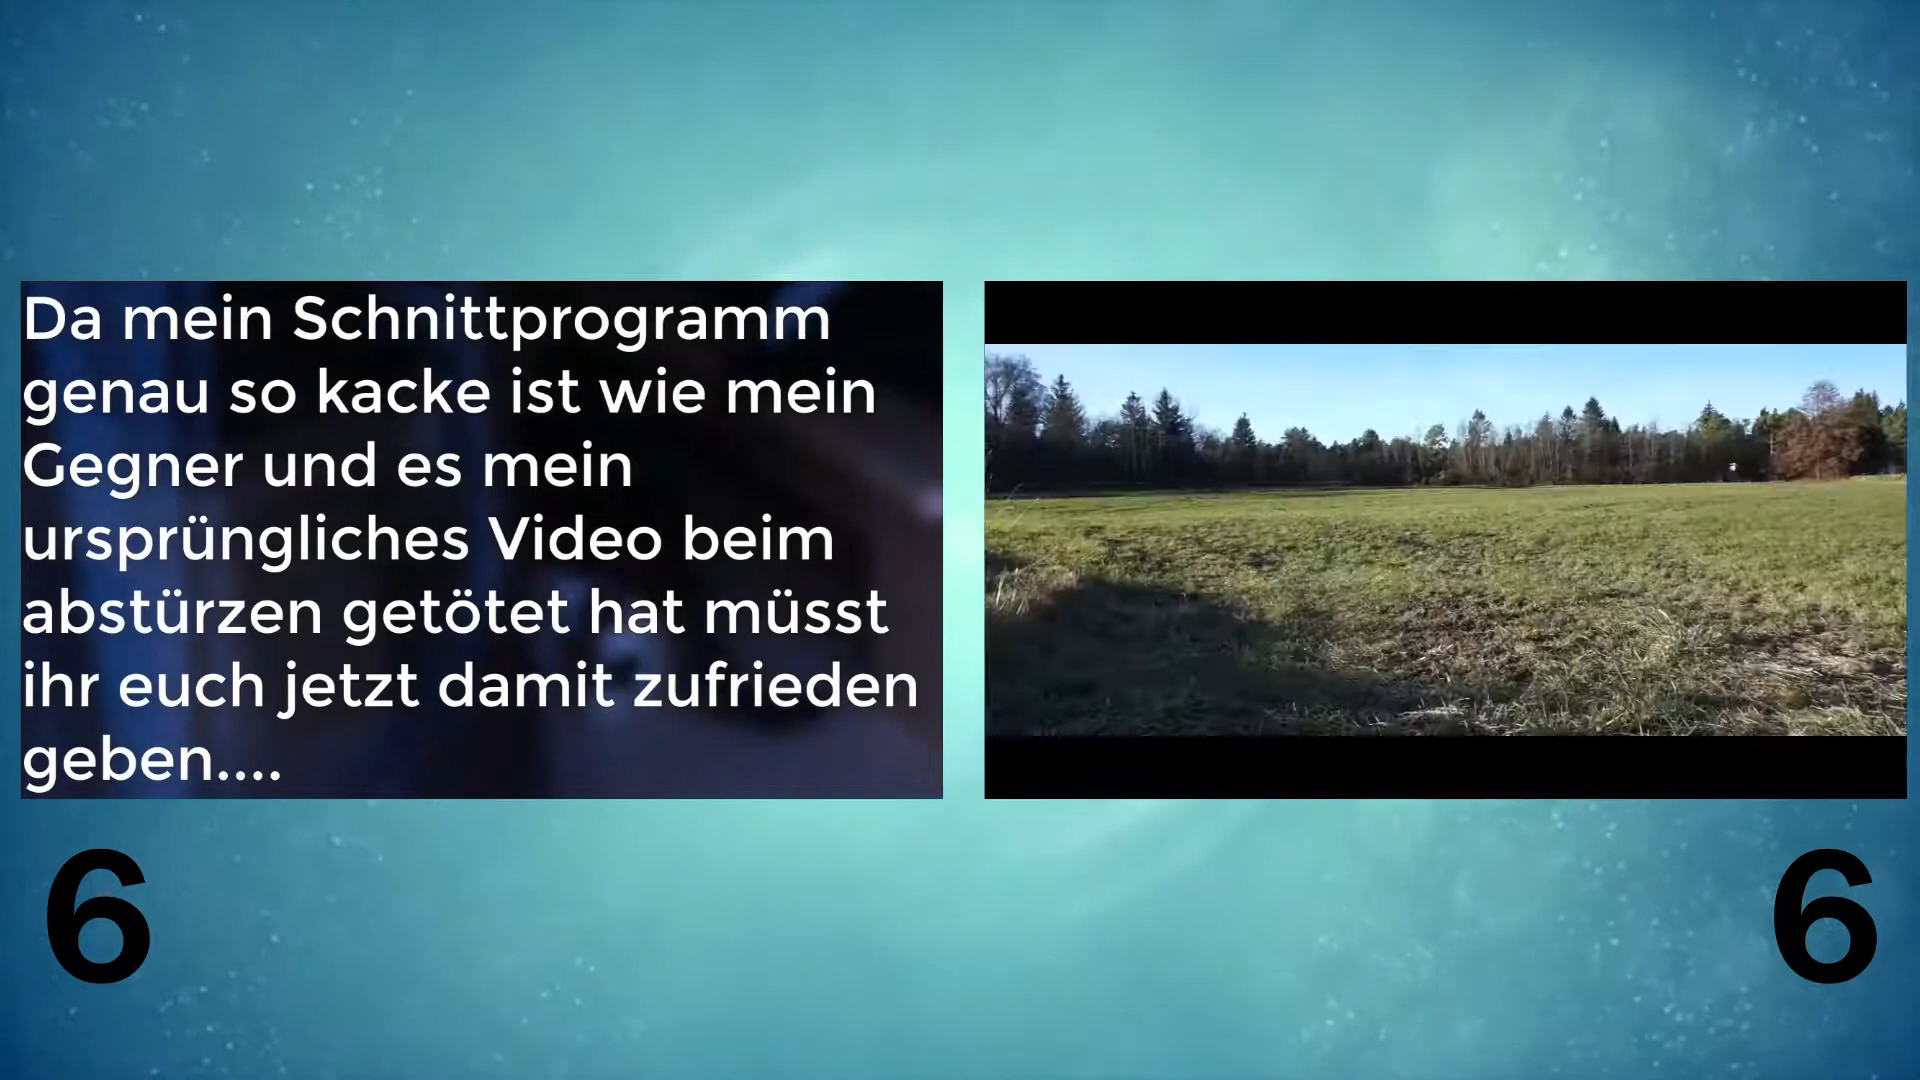 Da mein Schnittprogramm
genau so kacke ist wie mein
Gegner und es mein
ursprüngliches Video beim
abstürzen getötet hat müsst
ihr euch jetzt damit zufrieden
geben....
6
6